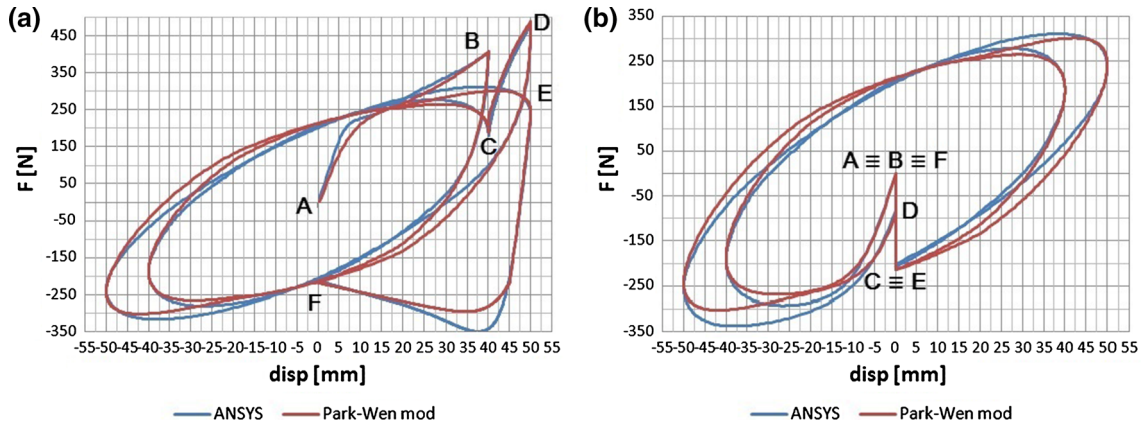 (a)
450
350
250
150
50
-50
-150
-250
-350
F [N]
A
B
C
D
E
F
-55-50-45-40-35-30-25-20-15-10 -5 0 5 10 15 20 25 30 35 40 45 50 55
disp [mm]
ANSYS Park-Wen mod
(b)
350
250
150
50
-50
-150
-250
-350
F [N]
A ≡ B ≡ F
D
C ≡ E
-55-50-45-40-35-30-25-20-15-10 -5 0 5 10 15 20 25 30 35 40 45 50 55
disp [mm]
ANSYS Park-Wen mod